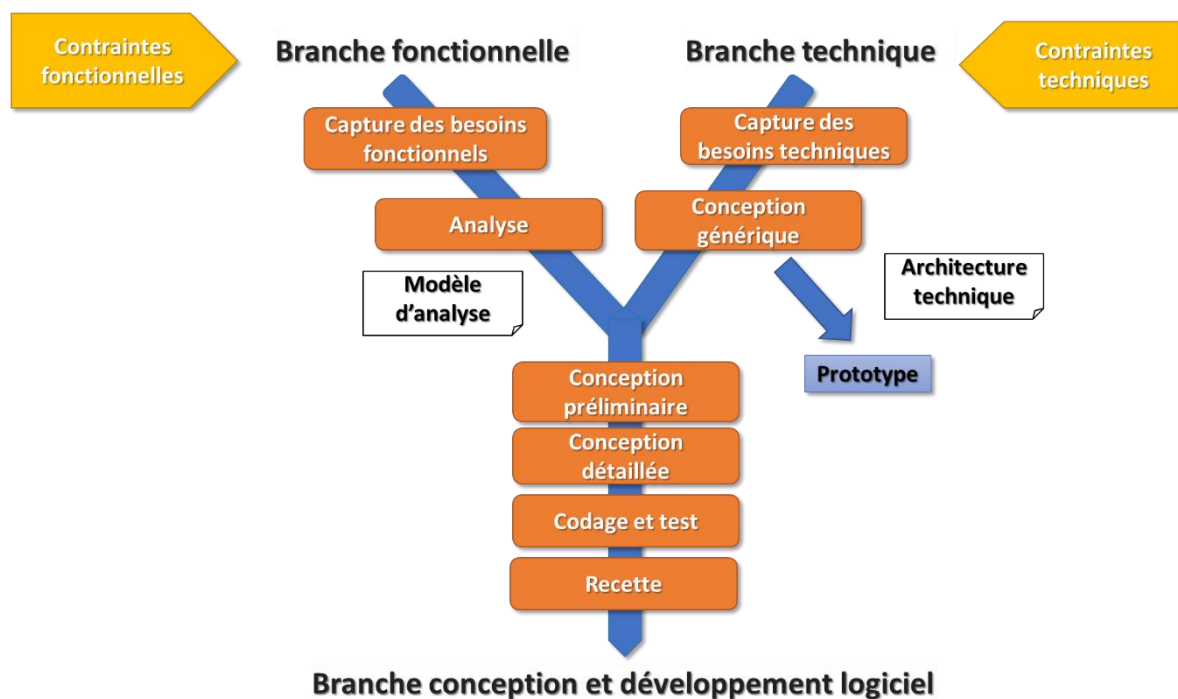 Contraintes
fonctionnelles
Branche fonctionnelle
Branche technique
Contraintes
techniques
Capture des besoins
fonctionnels
Capture des
besoins techniques
Analyse
Conception
générique
Modèle
d'analyse
Architecture
technique
Prototype
Conception
préliminaire
Conception
détaillée
Codage et test
Recette
Branche conception et développement logiciel